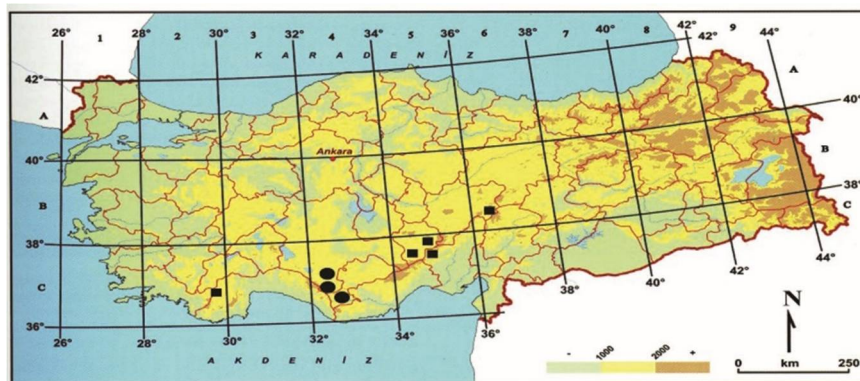 26° 1 28° 2 30° 3 32° 4 34° 5 36° 6 38° 7 40° 8 42° 9 44°
K A R A D E N İ Z
42°
A
A
40°
Ankara
40°
B
B
38°
38°
C
C
36°
26° 28° 30° 32° 34° 36° 38° 40° 42° 44°
A K D E N İ Z
N
- 1000 2000 +
0 250
km